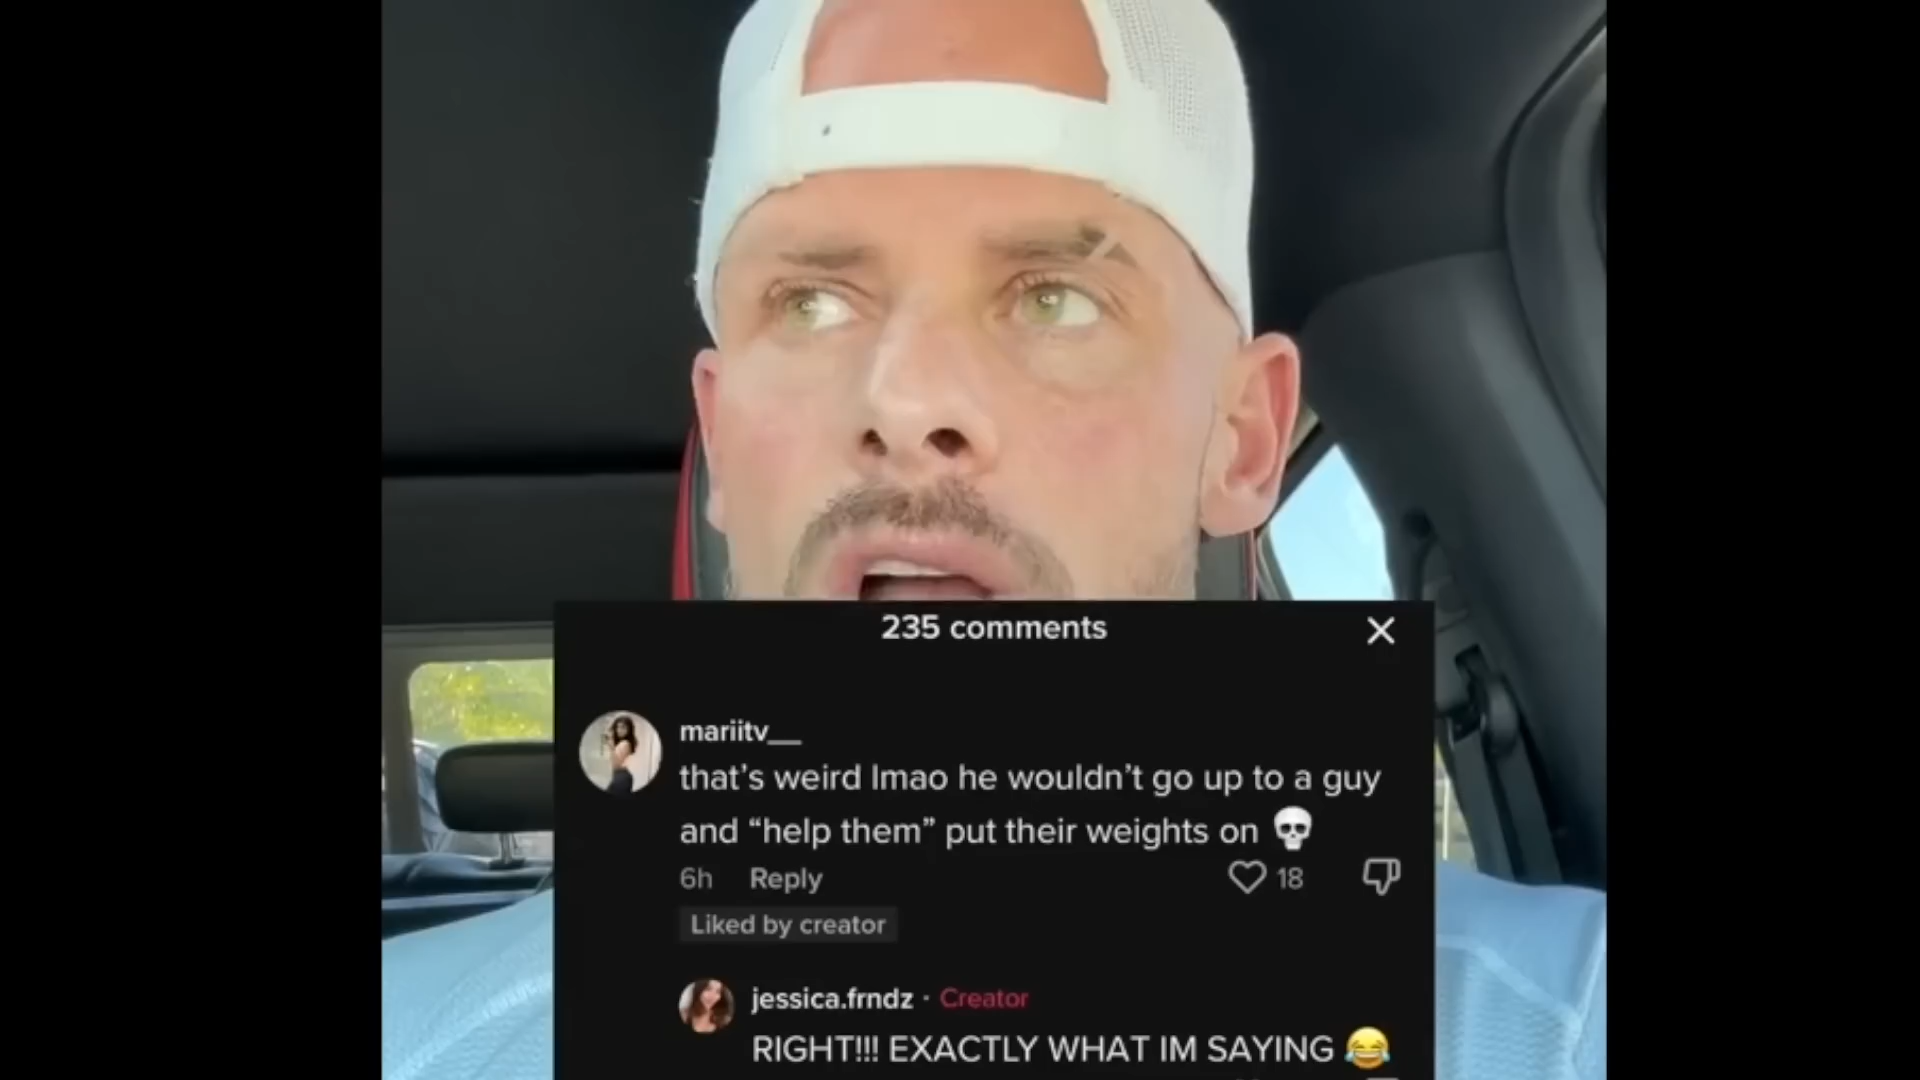 235 comments
mariitv__
that's weird lmao he wouldn't go up to a guy
and “help them” put their weights on 💀
6h Reply 18
Liked by creator
jessica.frndz · Creator
RIGHT!!! EXACTLY WHAT IM SAYING 😂